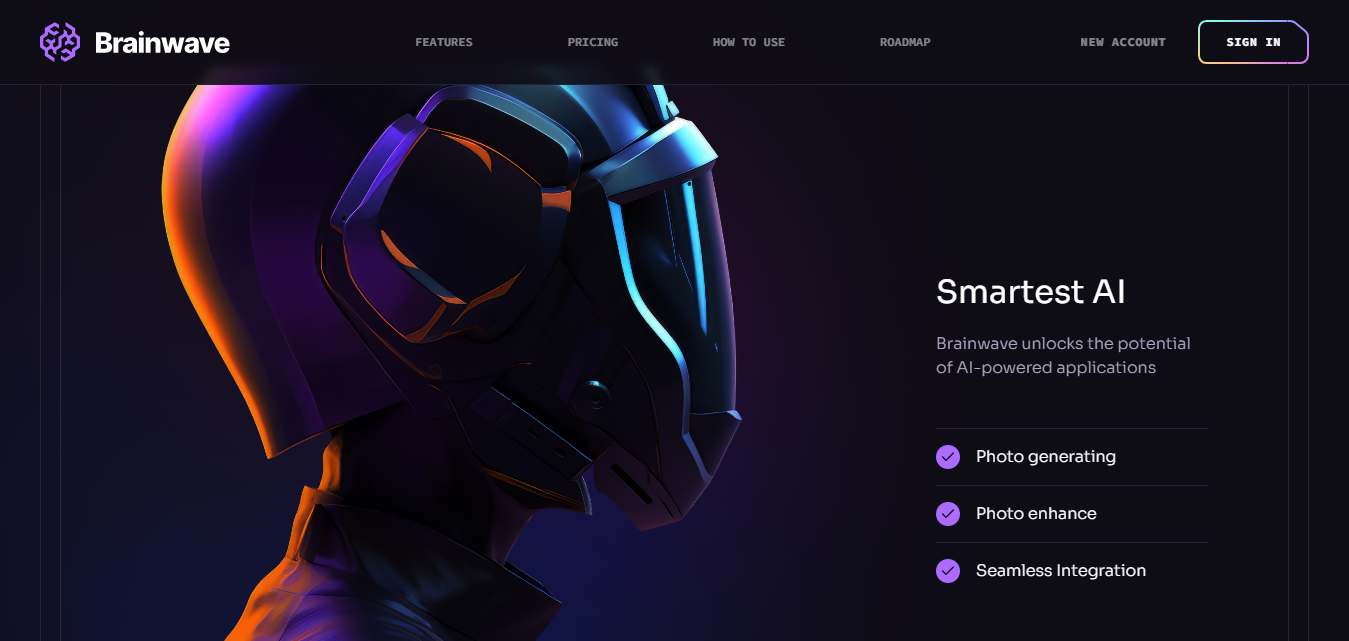 Brainwave
FEATURES
PRICING
HOW TO USE
ROADMAP
NEW ACCOUNT
SIGN IN
Smartest AI
Brainwave unlocks the potential
of AI-powered applications
Photo generating
Photo enhance
Seamless Integration